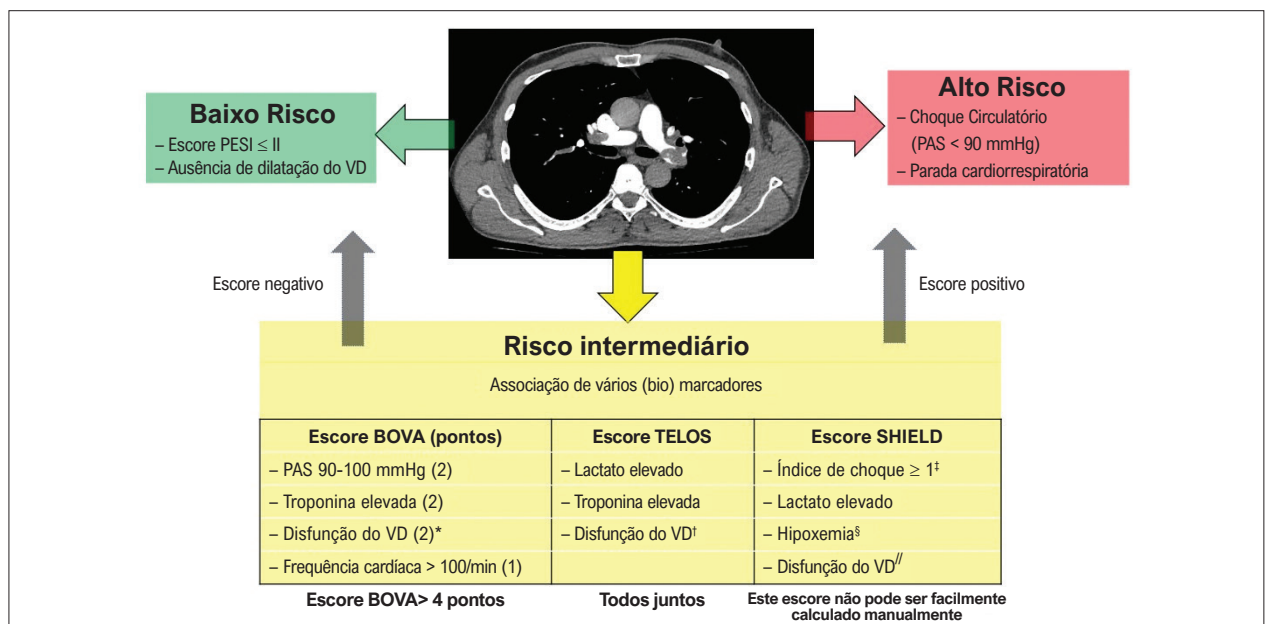 Baixo Risco
– Escore PESI ≤ II
– Ausência de dilatação do VD
Alto Risco
– Choque Circulatório
(PAS < 90 mmHg)
– Parada cardiorrespiratória
Escore negativo
Escore positivo
Risco intermediário
Associação de vários (bio) marcadores
Escore BOVA (pontos)
– PAS 90-100 mmHg (2)
– Troponina elevada (2)
– Disfunção do VD (2)*
– Frequência cardíaca > 100/min (1)
Escore BOVA> 4 pontos
Escore TELOS
– Lactato elevado
– Troponina elevada
– Disfunção do VD†
Todos juntos
Escore SHIELD
– Índice de choque ≥ 1‡
– Lactato elevado
– Hipoxemia§
– Disfunção do VD//
Este escore não pode ser facilmente
calculado manualmente